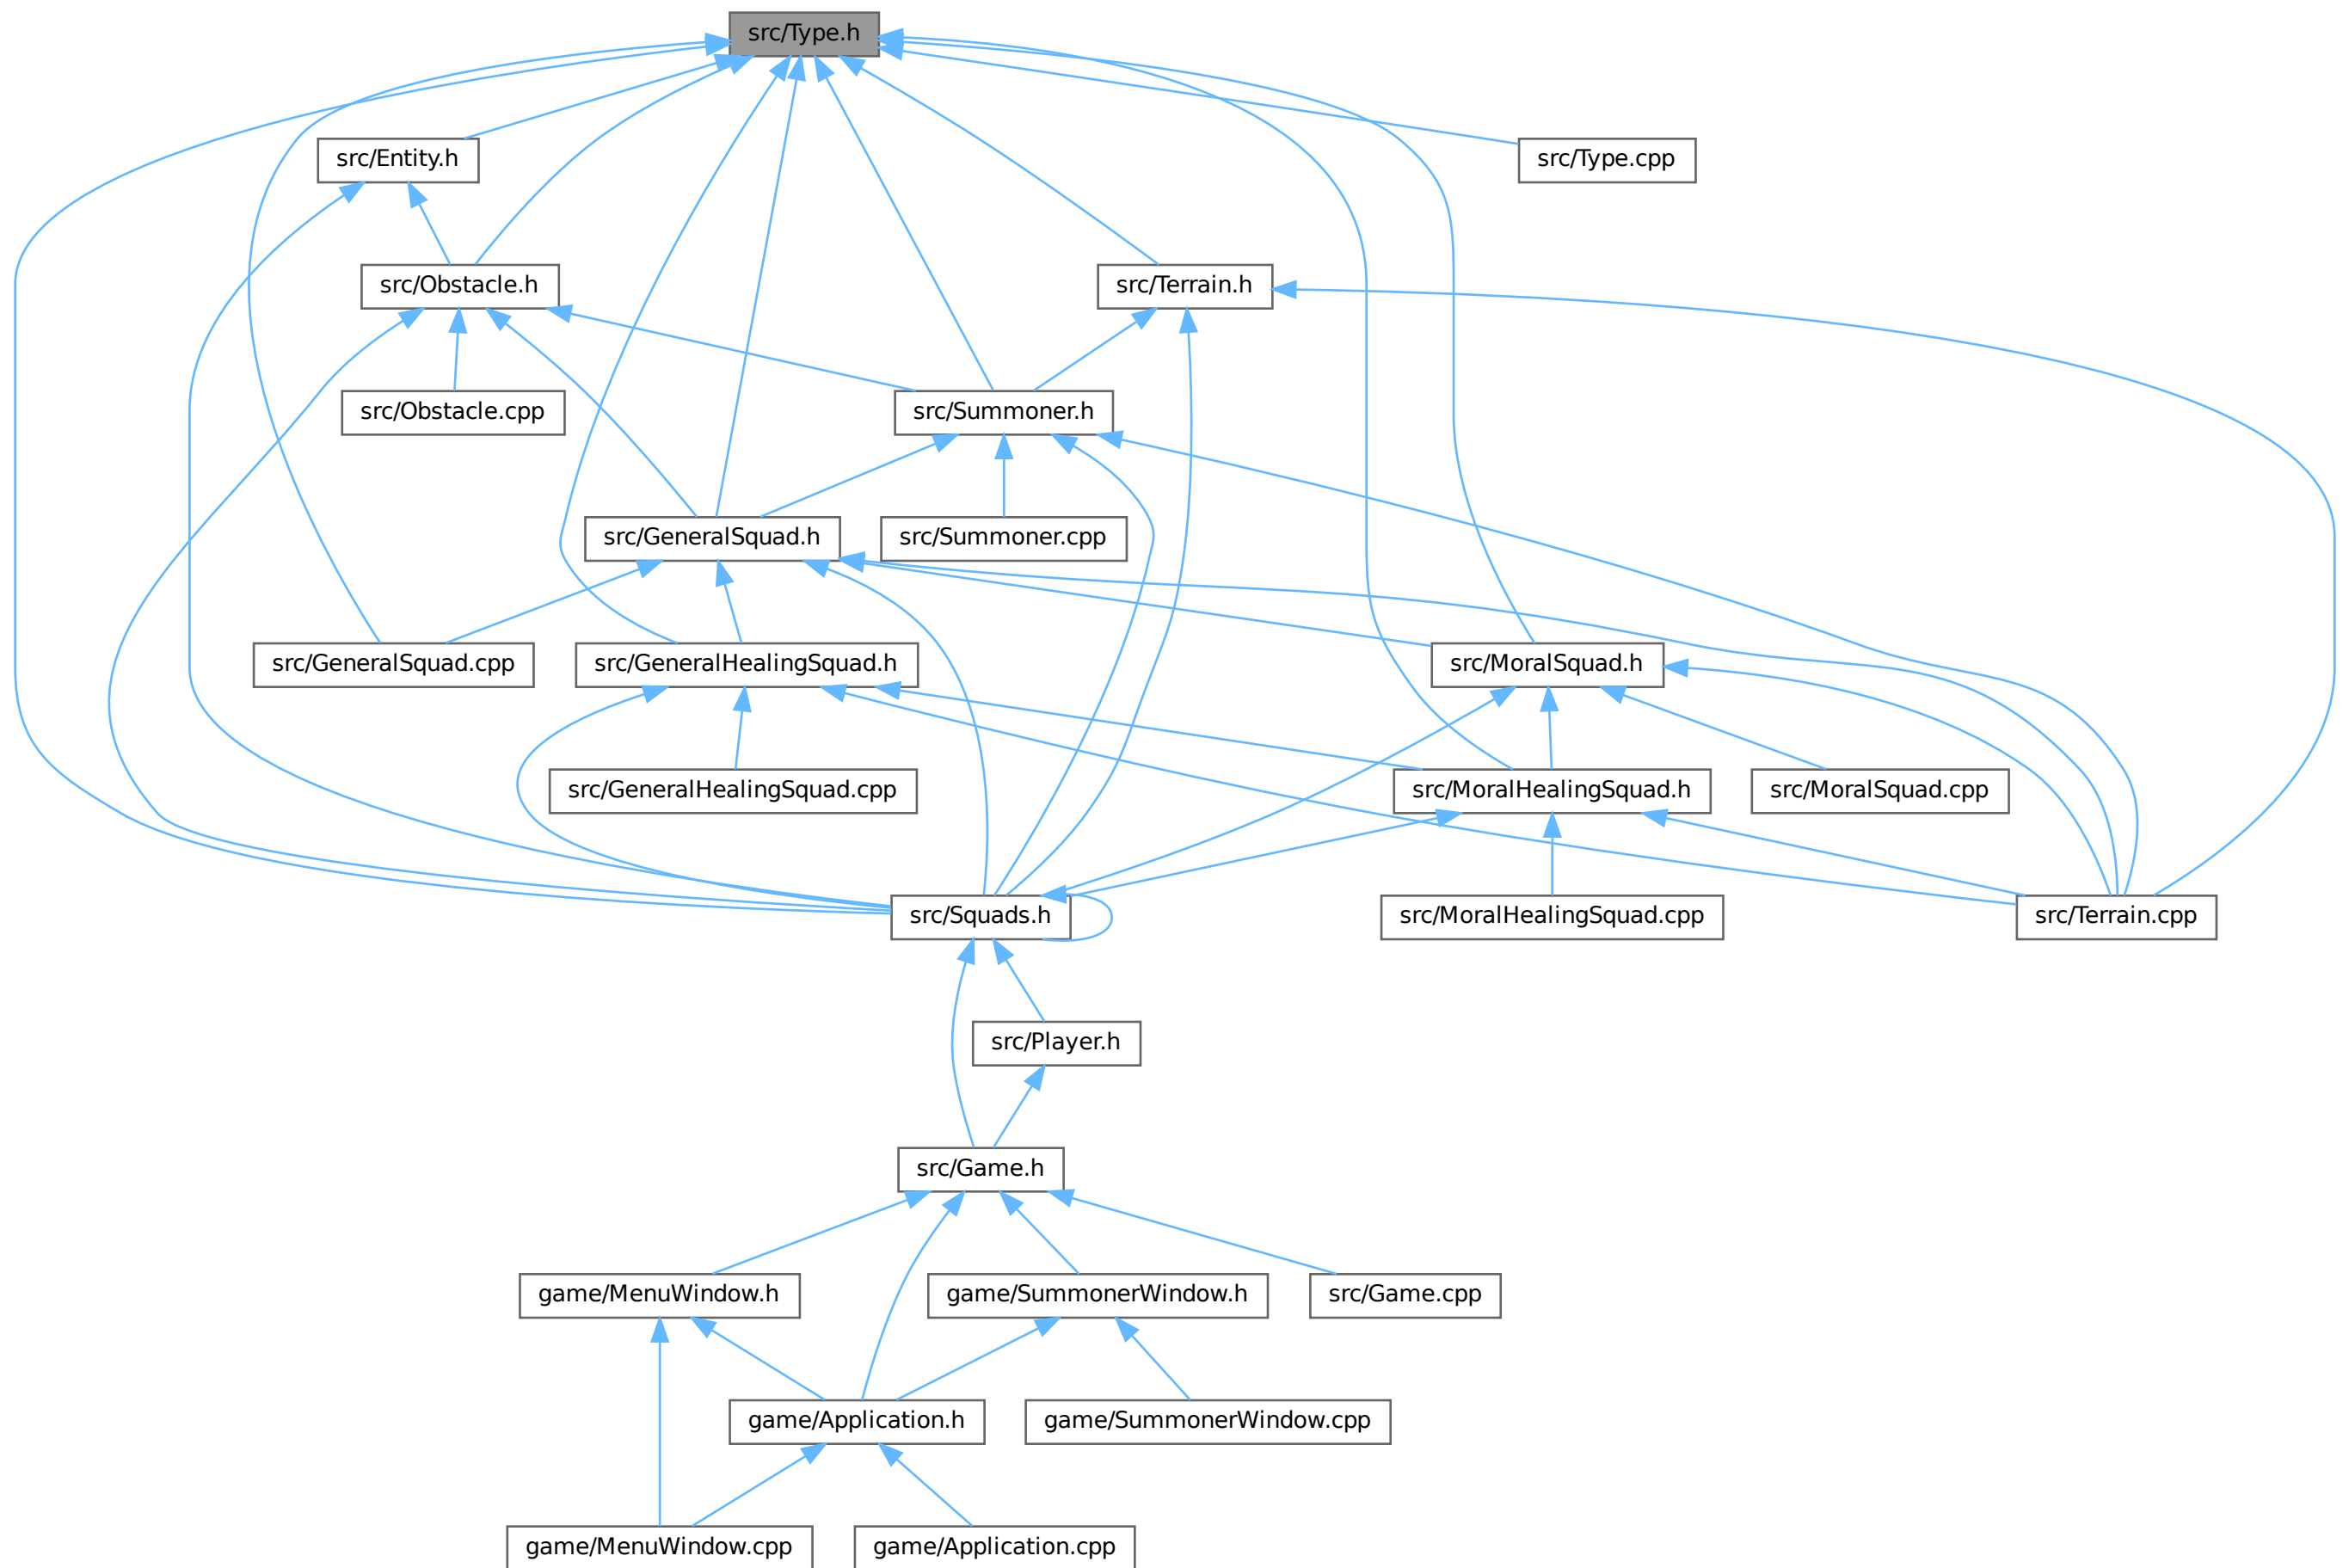 src/Type.h
src/Entity.h
src/Type.cpp
src/Obstacle.h
src/Terrain.h
src/Obstacle.cpp
src/Summoner.h
src/GeneralSquad.h
src/Summoner.cpp
src/GeneralSquad.cpp
src/GeneralHealingSquad.h
src/MoralSquad.h
src/GeneralHealingSquad.cpp
src/MoralHealingSquad.h
src/MoralSquad.cpp
src/Squads.h
src/MoralHealingSquad.cpp
src/Terrain.cpp
src/Player.h
src/Game.h
game/MenuWindow.h
game/SummonerWindow.h
src/Game.cpp
game/Application.h
game/SummonerWindow.cpp
game/MenuWindow.cpp
game/Application.cpp